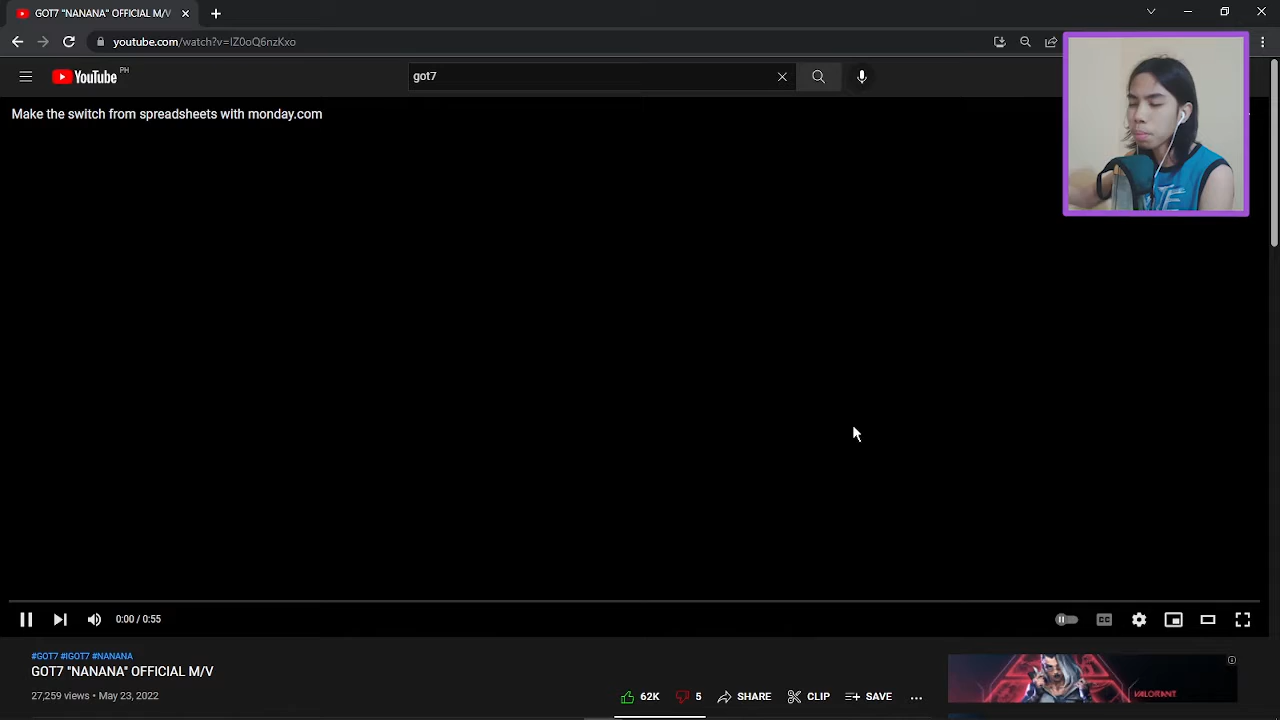 GOT7 "NANANA" OFFICIAL M/V
youtube.com/watch?v=IZ0oQ6nzKxo
YouTube PH
got7
Make the switch from spreadsheets with monday.com
0:00 / 0:55
CC
#GOT7 #IGOT7 #NANANA
GOT7 "NANANA" OFFICIAL M/V
27,259 views • May 23, 2022
62K
5
SHARE
CLIP
SAVE
VALORANT